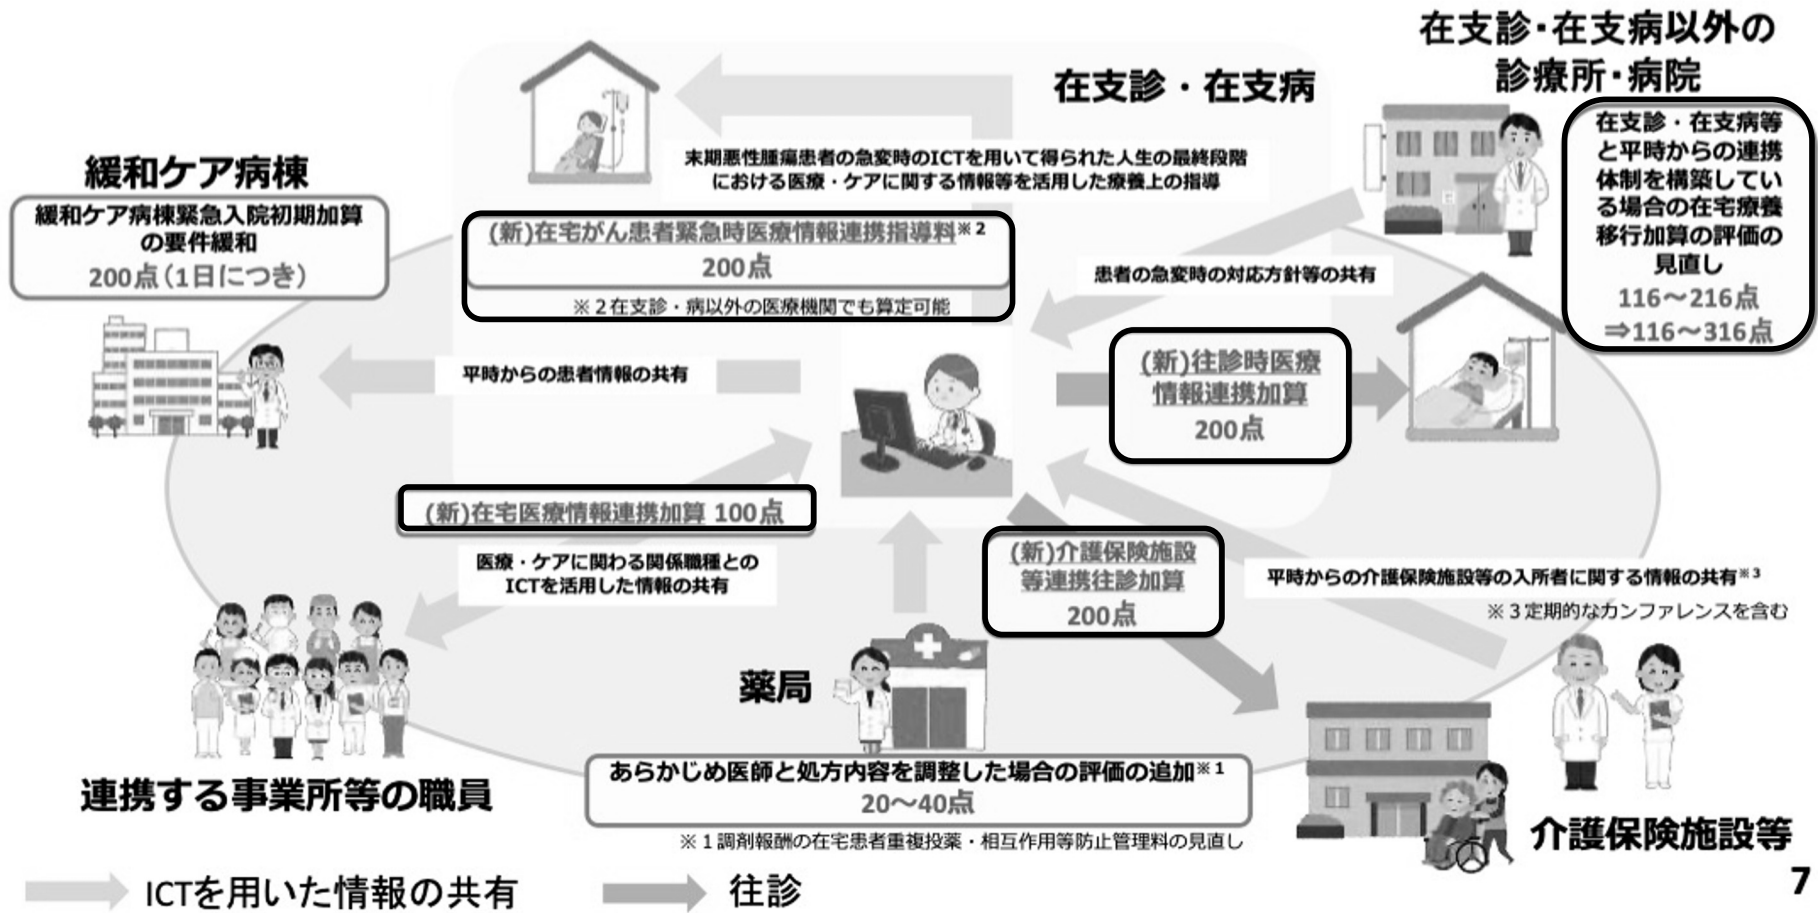 在支診・在支病以外の
診療所・病院
在支診・在支病等
と平時からの連携
体制を構築してい
る場合の在宅療養
移行加算の評価の
見直し
116~216点
⇒116~316点
在支診・在支病
末期悪性腫瘍患者の急変時のICTを用いて得られた人生の最終段階
における医療・ケアに関する情報等を活用した療養上の指導
緩和ケア病棟
緩和ケア病棟緊急入院初期加算
の要件緩和
200点(1日につき)
(新)在宅がん患者緊急時医療情報連携指導料※2
200点
※2在支診・病以外の医療機関でも算定可能
患者の急変時の対応方針等の共有
平時からの患者情報の共有
(新)往診時医療
情報連携加算
200点
(新)在宅医療情報連携加算 100点
医療・ケアに関わる関係職種との
ICTを活用した情報の共有
(新)介護保険施設
等連携往診加算
200点
平時からの介護保険施設等の入所者に関する情報の共有※3
※3定期的なカンファレンスを含む
薬局
あらかじめ医師と処方内容を調整した場合の評価の追加※1
20~40点
※1調剤報酬の在宅患者重複投薬・相互作用等防止管理料の見直し
連携する事業所等の職員
介護保険施設等
ICTを用いた情報の共有
往診
7